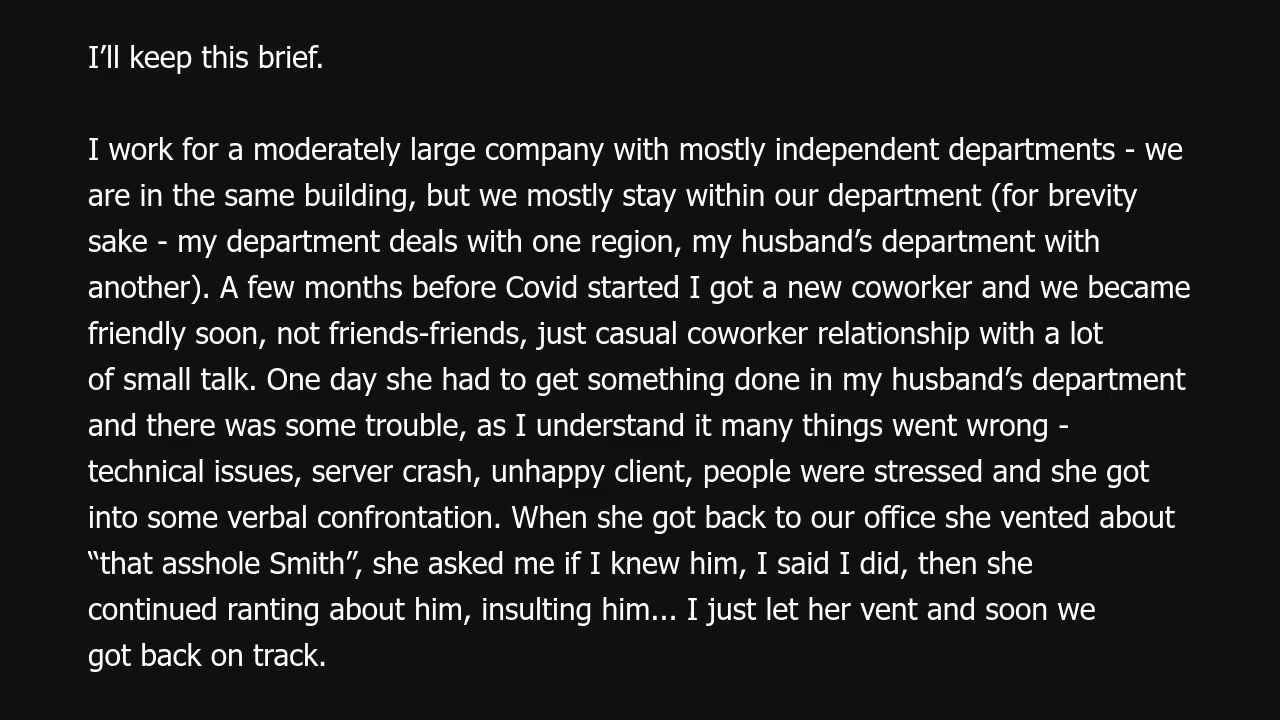 I’ll keep this brief.
I work for a moderately large company with mostly independent departments - we
are in the same building, but we mostly stay within our department (for brevity
sake - my department deals with one region, my husband’s department with
another). A few months before Covid started I got a new coworker and we became
friendly soon, not friends-friends, just casual coworker relationship with a lot
of small talk. One day she had to get something done in my husband’s department
and there was some trouble, as I understand it many things went wrong -
technical issues, server crash, unhappy client, people were stressed and she got
into some verbal confrontation. When she got back to our office she vented about
“that asshole Smith”, she asked me if I knew him, I said I did, then she
continued ranting about him, insulting him... I just let her vent and soon we
got back on track.